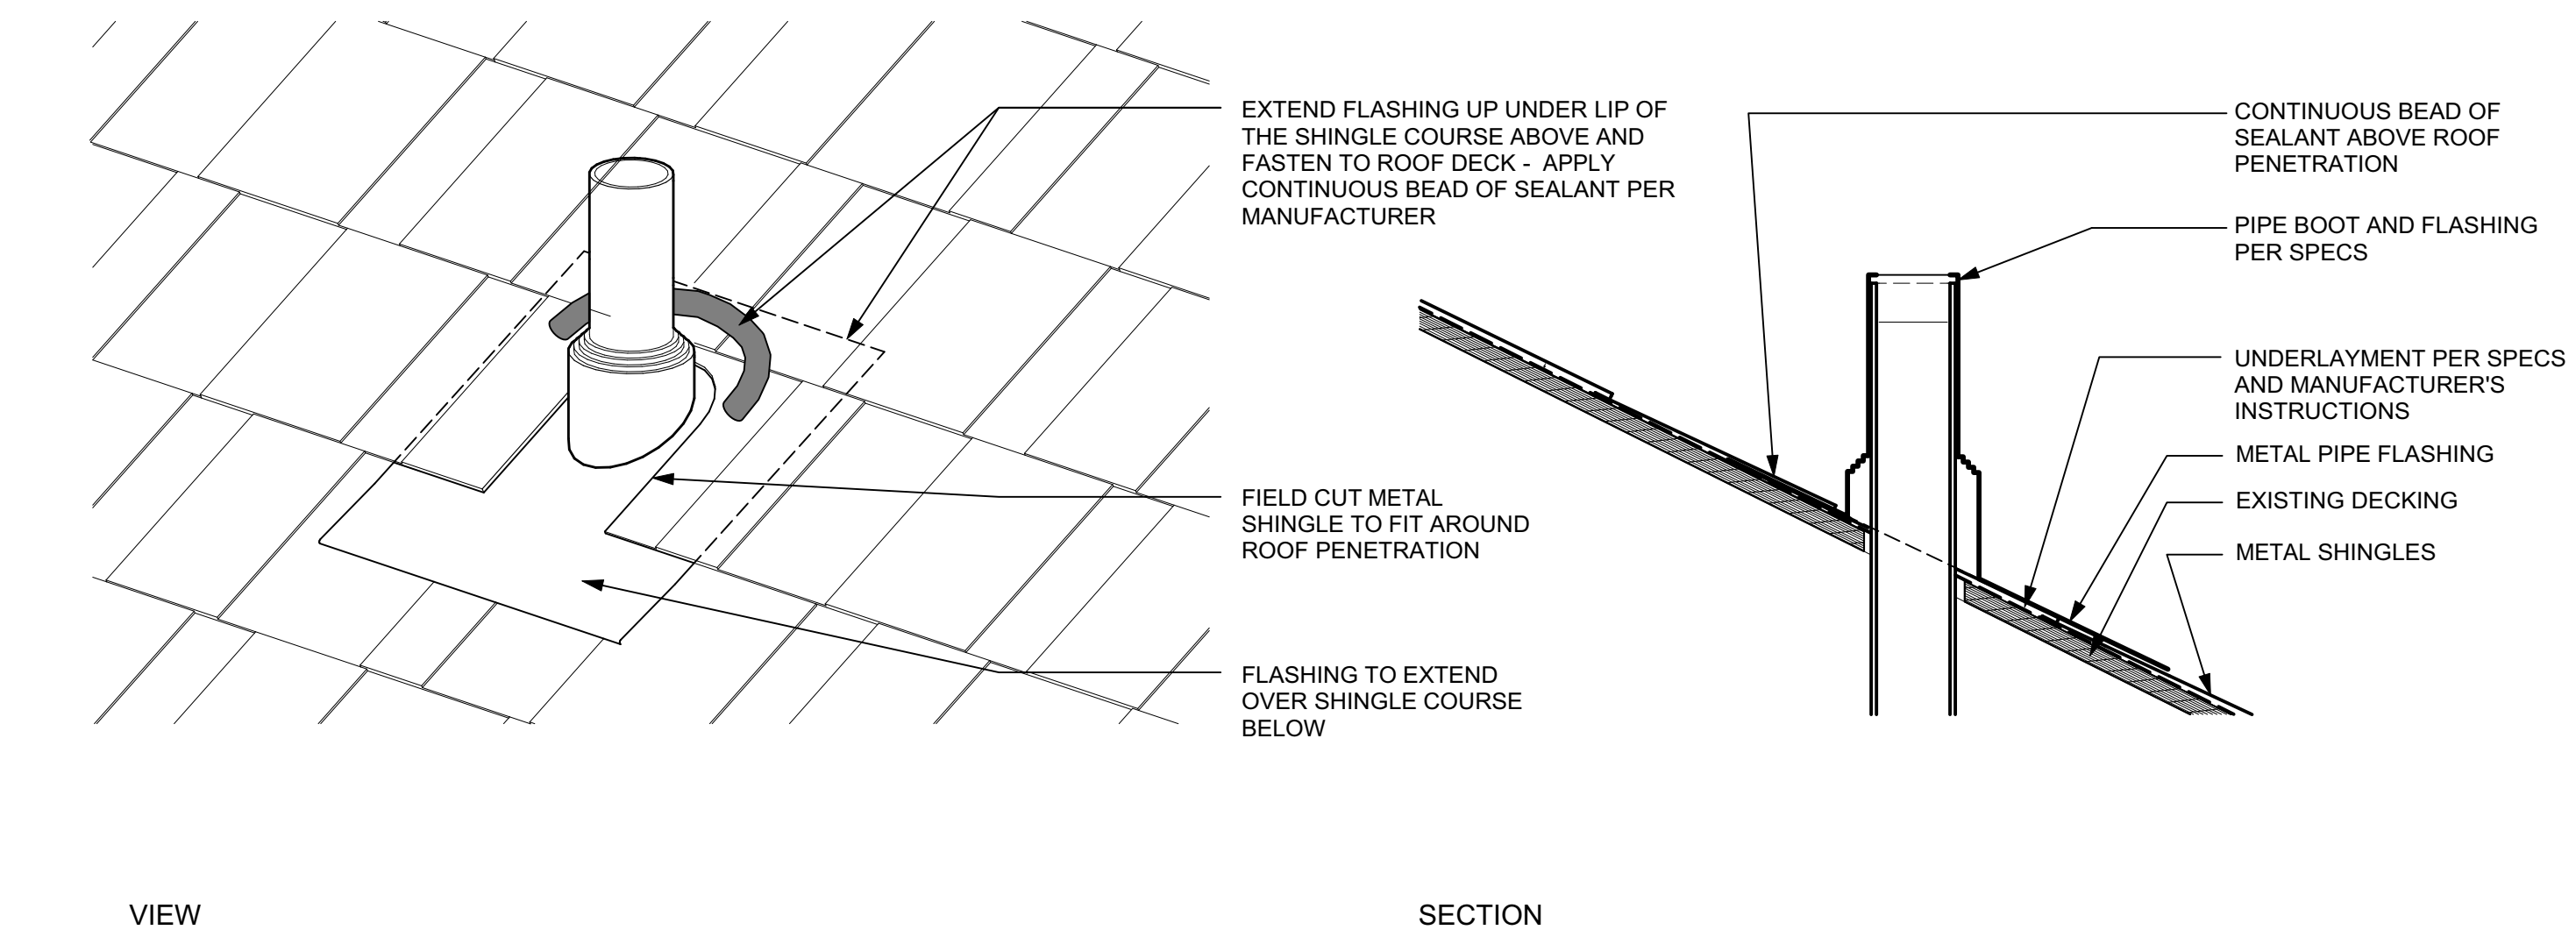 EXTEND FLASHING UP UNDER LIP OF
THE SHINGLE COURSE ABOVE AND
FASTEN TO ROOF DECK - APPLY
CONTINUOUS BEAD OF SEALANT PER
MANUFACTURER
FIELD CUT METAL
SHINGLE TO FIT AROUND
ROOF PENETRATION
FLASHING TO EXTEND
OVER SHINGLE COURSE
BELOW
VIEW
CONTINUOUS BEAD OF
SEALANT ABOVE ROOF
PENETRATION
PIPE BOOT AND FLASHING
PER SPECS
UNDERLAYMENT PER SPECS
AND MANUFACTURER'S
INSTRUCTIONS
METAL PIPE FLASHING
EXISTING DECKING
METAL SHINGLES
SECTION